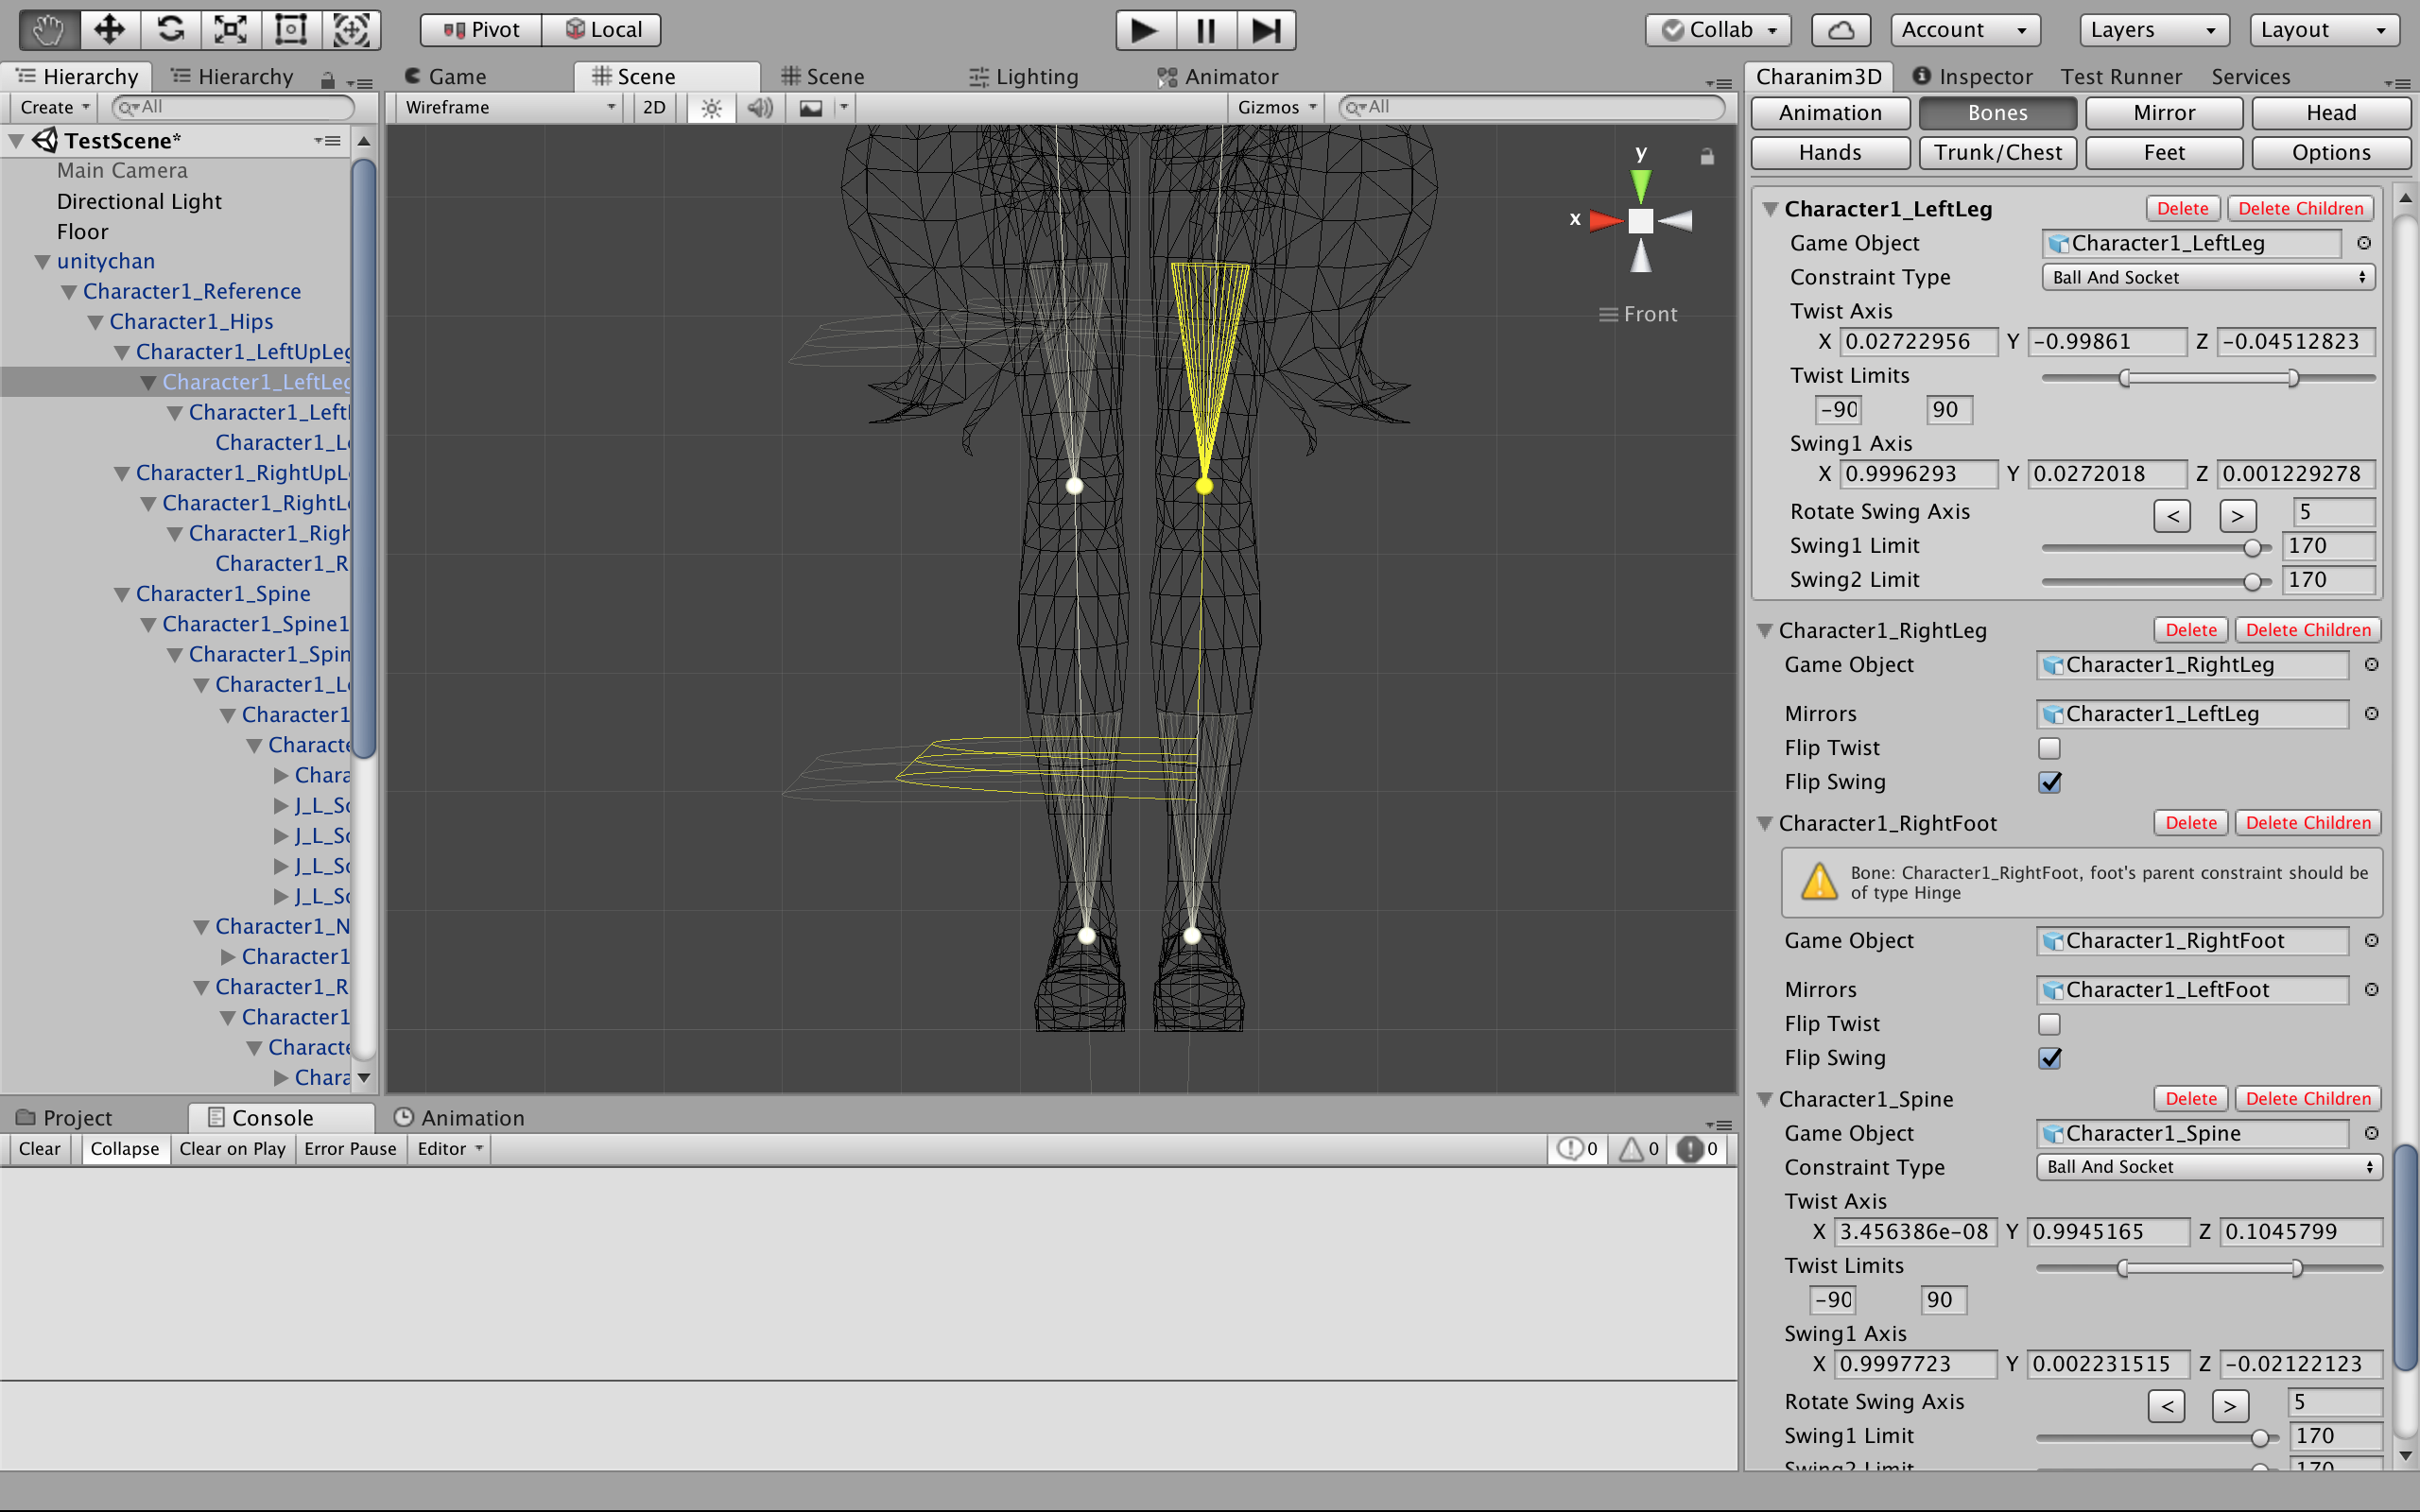 Pivot Local Collab Account Layers Layout
Hierarchy Hierarchy
Create All
TestScene*
Main Camera
Directional Light
Floor
unitychan
Character1_Reference
Character1_Hips
Character1_LeftUpLeg
Character1_LeftLeg
Character1_Left
Character1_L
Character1_RightUpL
Character1_RightL
Character1_Righ
Character1_R
Character1_Spine
Character1_Spine1
Character1_Spin
Character1_L
Character1
Characte
Chara
J_L_S
J_L_S
J_L_S
J_L_S
Character1_N
Character1
Character1_R
Character1
Characte
Chara
Game Scene Scene Lighting Animator
Wireframe 2D Gizmos All
y
x
Front
Project Console Animation
Clear Collapse Clear on Play Error Pause Editor 0 0 0
Charanim3D Inspector Test Runner Services
Animation Bones Mirror Head
Hands Trunk/Chest Feet Options
Character1_LeftLeg Delete Delete Children
Game Object Character1_LeftLeg
Constraint Type Ball And Socket
Twist Axis
X 0.02722956 Y -0.99861 Z -0.04512823
Twist Limits
-90 90
Swing1 Axis
X 0.9996293 Y 0.0272018 Z 0.001229278
Rotate Swing Axis < > 5
Swing1 Limit 170
Swing2 Limit 170
Character1_RightLeg Delete Delete Children
Game Object Character1_RightLeg
Mirrors Character1_LeftLeg
Flip Twist
Flip Swing
Character1_RightFoot Delete Delete Children
Bone: Character1_RightFoot, foot's parent constraint should be
of type Hinge
Game Object Character1_RightFoot
Mirrors Character1_LeftFoot
Flip Twist
Flip Swing
Character1_Spine Delete Delete Children
Game Object Character1_Spine
Constraint Type Ball And Socket
Twist Axis
X 3.456386e-08 Y 0.9945165 Z 0.1045799
Twist Limits
-90 90
Swing1 Axis
X 0.9997723 Y 0.002231515 Z -0.02122123
Rotate Swing Axis < > 5
Swing1 Limit 170
Swing2 Limit 170